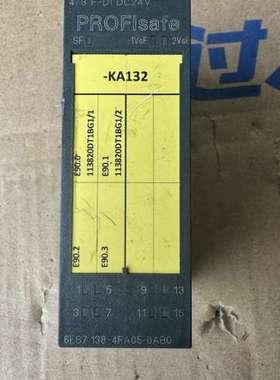 4/8 F-DI DC24V
PROFIsafe
SF
1VsF
2VsF
-KA132
E90.0
113820DT1BG1/1
E90.1
113820DT1BG1/2
E90.2
E90.3
1 5 9 13
3 7 11 15
6ES7 138-4FA05-0AB0
过